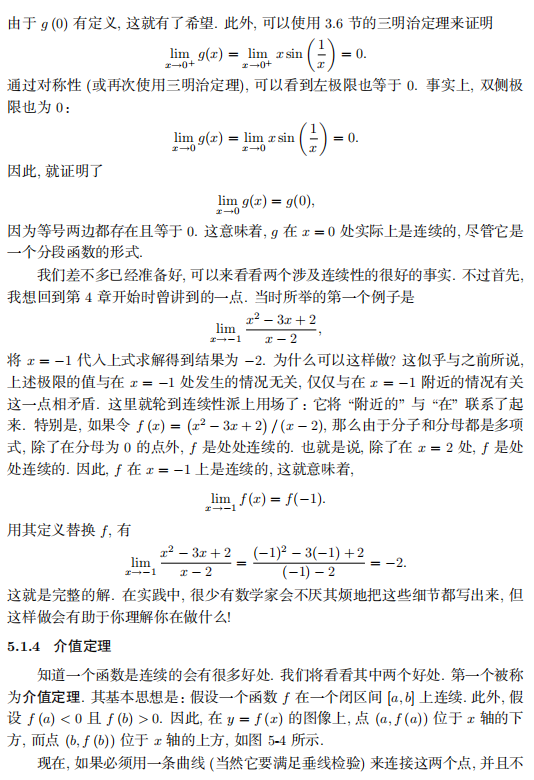 由于 g (0) 有定义, 这就有了希望. 此外, 可以使用 3.6 节的三明治定理来证明
lim_{x→0⁺} g(x) = lim_{x→0⁺} x sin (1/x) = 0.
通过对称性 (或再次使用三明治定理), 可以看到左极限也等于 0. 事实上, 双侧极
限也为 0:
lim_{x→0} g(x) = lim_{x→0} x sin (1/x) = 0.
因此, 就证明了
lim_{x→0} g(x) = g(0),
因为等号两边都存在且等于 0. 这意味着, g 在 x = 0 处实际上是连续的, 尽管它是
一个分段函数的形式.
我们差不多已经准备好, 可以来看看两个涉及连续性的很好的事实. 不过首先,
我想回到第 4 章开始时曾讲到的一点. 当时所举的第一个例子是
lim_{x→−1} (x² − 3x + 2)/(x − 2),
将 x = −1 代入上式求解得到结果为 −2. 为什么可以这样做? 这似乎与之前所说,
上述极限的值与在 x = −1 处发生的情况无关, 仅仅与在 x = −1 附近的情况有关
这一点相矛盾. 这里就轮到连续性派上用场了: 它将 “附近的” 与 “在” 联系了起
来. 特别是, 如果令 f (x) = (x² − 3x + 2) / (x − 2), 那么由于分子和分母都是多项
式, 除了在分母为 0 的点外, f 是处处连续的. 也就是说, 除了在 x = 2 处, f 是处
处连续的. 因此, f 在 x = −1 上是连续的, 这就意味着,
lim_{x→−1} f(x) = f(−1).
用其定义替换 f, 有
lim_{x→−1} (x² − 3x + 2)/(x − 2) = ((−1)² − 3(−1) + 2)/((−1) − 2) = −2.
这就是完整的解. 在实践中, 很少有数学家会不厌其烦地把这些细节都写出来, 但
这样做会有助于你理解你在做什么!
5.1.4 介值定理
知道一个函数是连续的会有很多好处. 我们将看看其中两个好处. 第一个被称
为介值定理. 其基本思想是: 假设一个函数 f 在一个闭区间 [a, b] 上连续. 此外, 假
设 f (a) < 0 且 f (b) > 0. 因此, 在 y = f (x) 的图像上, 点 (a, f (a)) 位于 x 轴的下
方, 而点 (b, f (b)) 位于 x 轴的上方, 如图 5-4 所示.
现在, 如果必须用一条曲线 (当然它要满足垂线检验) 来连接这两个点, 并且不